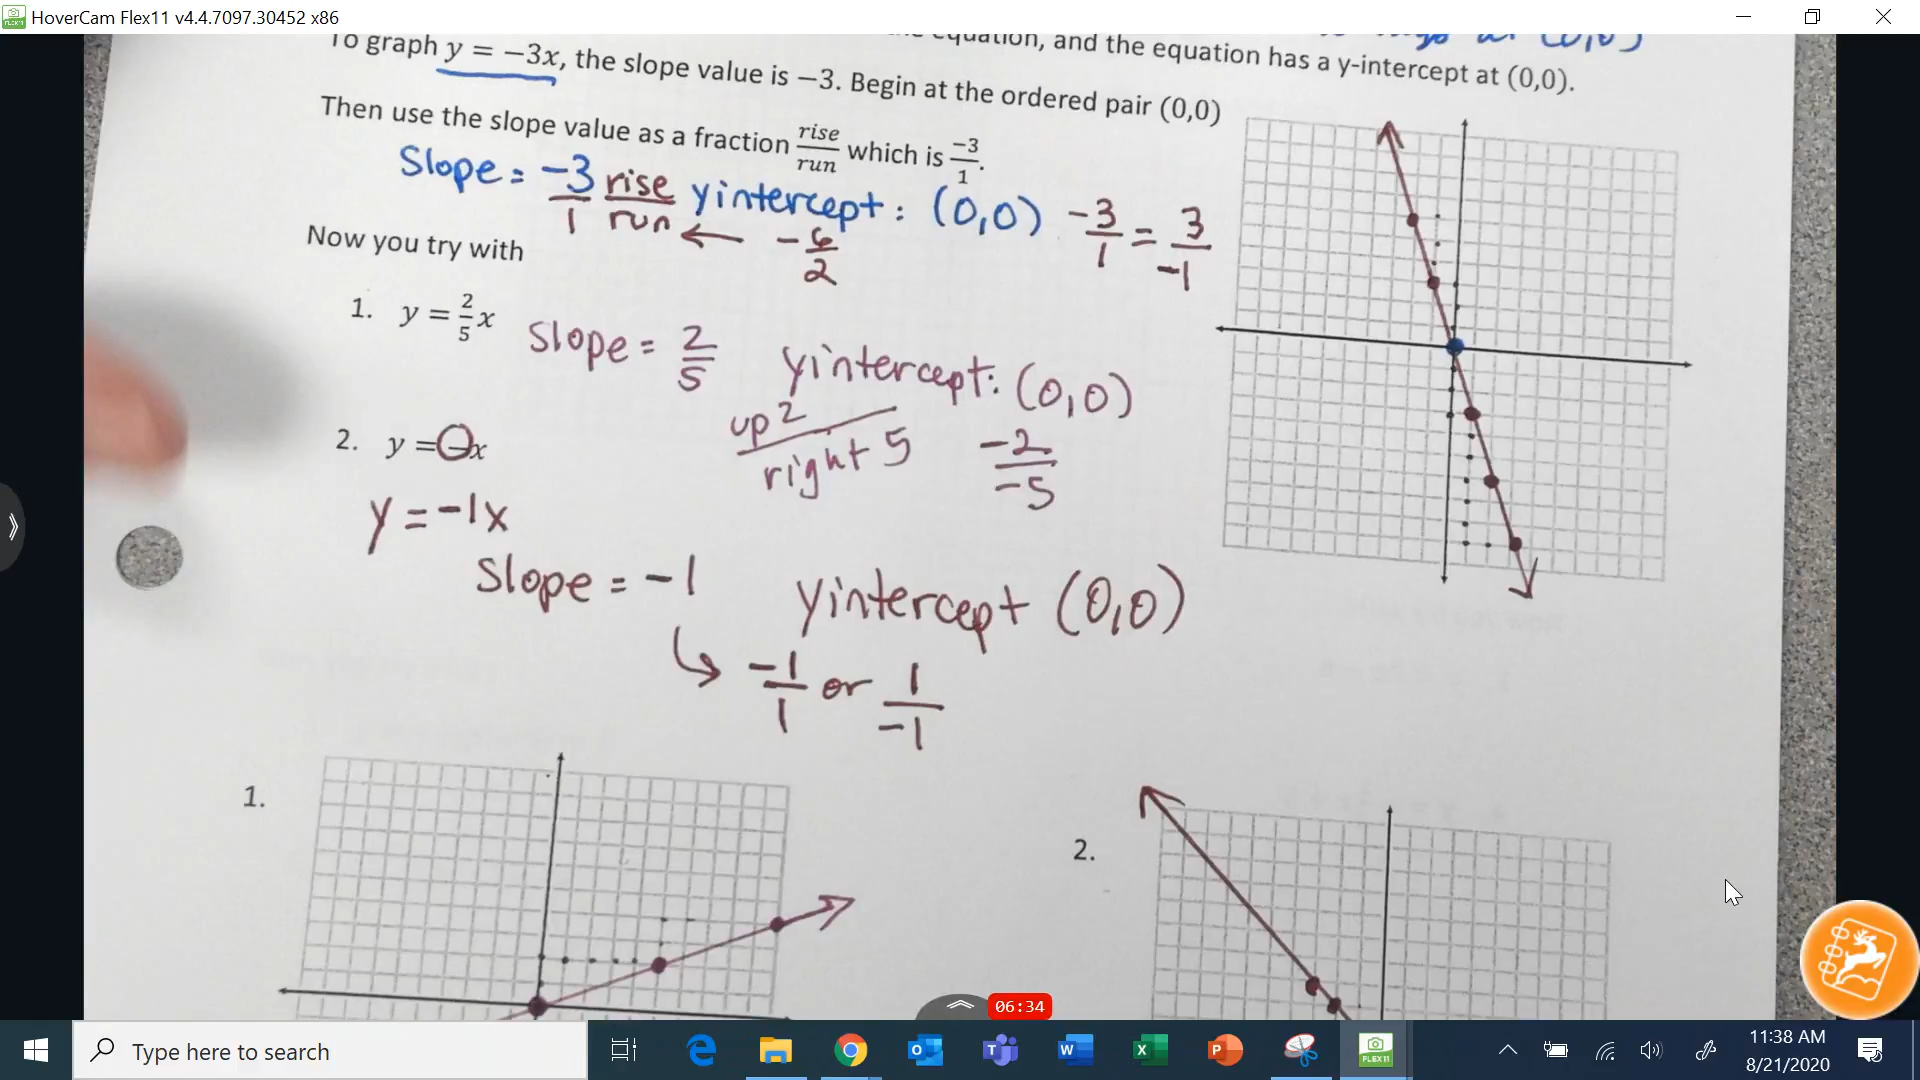 HoverCam Flex11 v4.4.7097.30452 x86
equation, and the equation has a y-intercept at (0,0).
To graph y = −3x, the slope value is −3. Begin at the ordered pair (0,0)
Then use the slope value as a fraction rise/run which is −3/1.
Slope = −3/1 rise/run yintercept: (0,0) −3/1 = 3/−1
← −6/2
Now you try with
1. y = 2/5 x
Slope = 2/5 yintercept: (0,0)
up 2/right 5 −2/−5
2. y = −x
y = −1x
Slope = −1 yintercept (0,0)
−1/1 or 1/−1
1.
2.
06:34
Type here to search
FLEX11
11:38 AM
8/21/2020